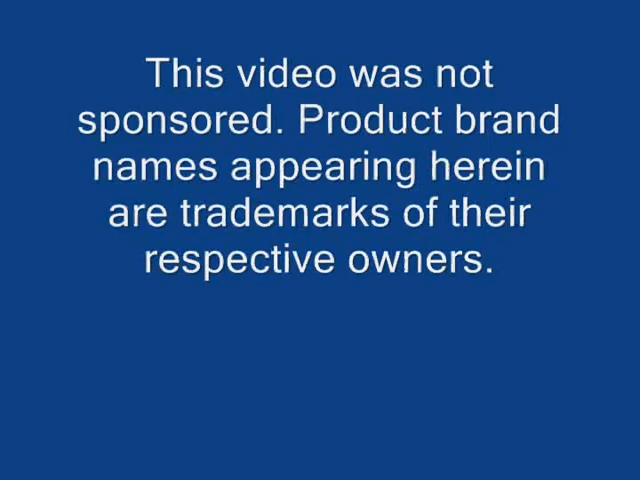 This video was not
sponsored. Product brand
names appearing herein
are trademarks of their
respective owners.